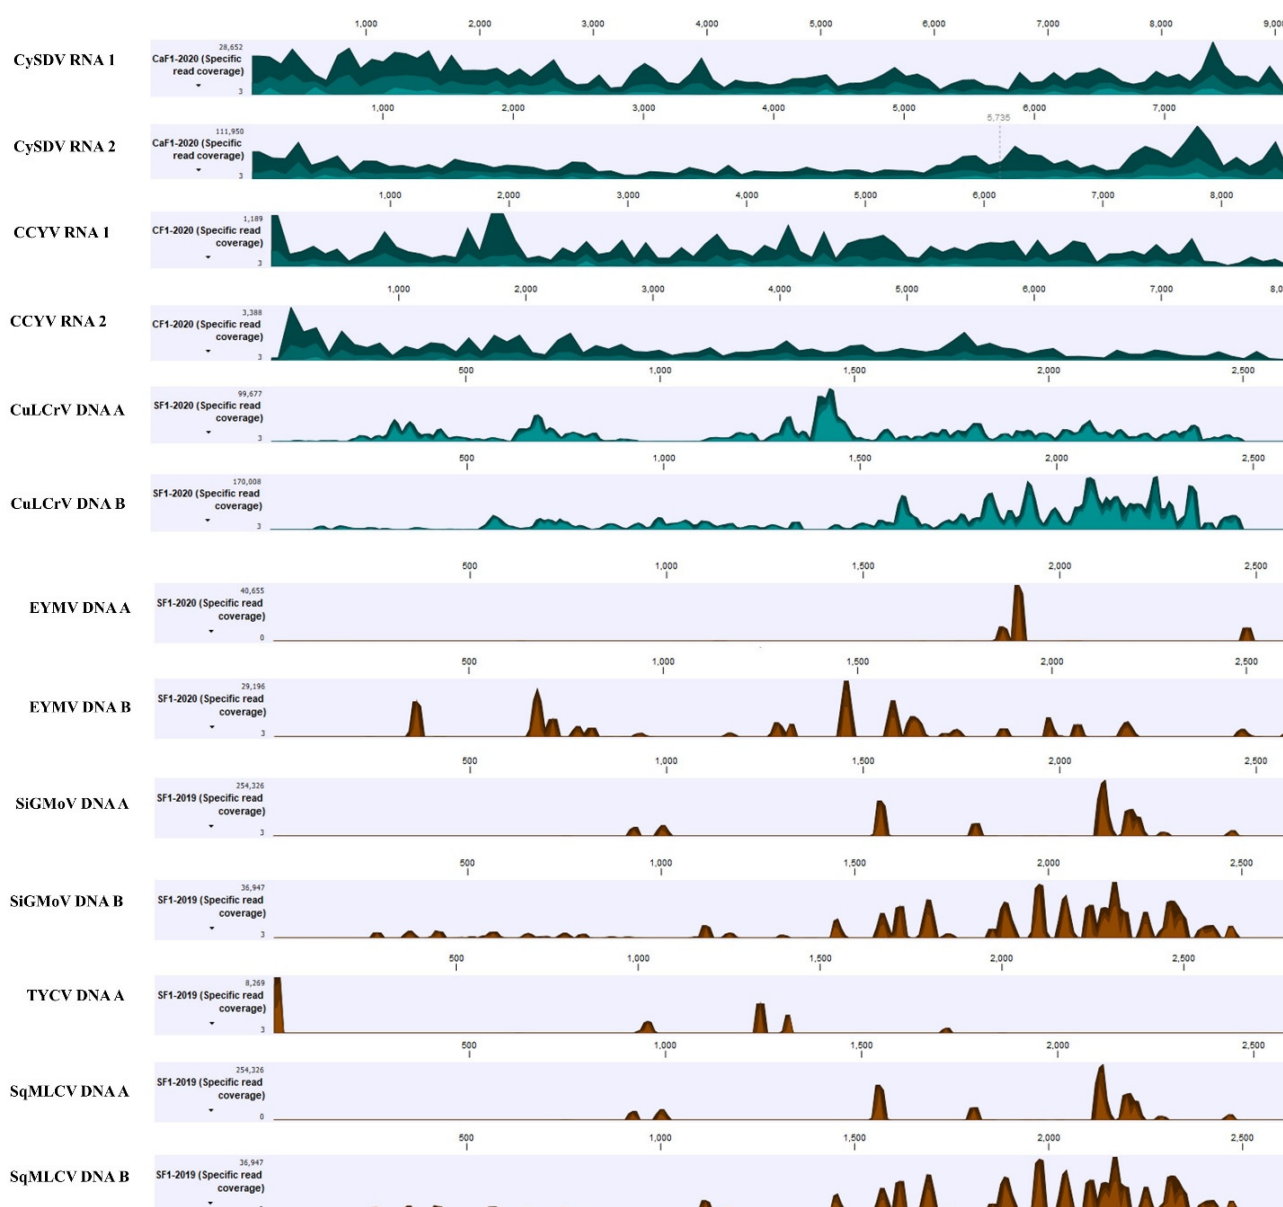 1,000 2,000 3,000 4,000 5,000 6,000 7,000 8,000 9,000
CySDV RNA 1
28,652
CaF1-2020 (Specific
read coverage)
3
1,000 2,000 3,000 4,000 5,000 6,000 7,000
5,735
CySDV RNA 2
111,950
CaF1-2020 (Specific
read coverage)
3
1,000 2,000 3,000 4,000 5,000 6,000 7,000 8,000
CCYV RNA 1
1,189
CF1-2020 (Specific read
coverage)
3
1,000 2,000 3,000 4,000 5,000 6,000 7,000 8,0
CCYV RNA 2
3,388
CF1-2020 (Specific read
coverage)
3
500 1,000 1,500 2,000 2,500
CuLCrV DNA A
99,677
SF1-2020 (Specific read
coverage)
3
500 1,000 1,500 2,000 2,500
CuLCrV DNA B
170,008
SF1-2020 (Specific read
coverage)
3
500 1,000 1,500 2,000 2,500
EYMV DNA A
40,655
SF1-2020 (Specific read
coverage)
0
500 1,000 1,500 2,000 2,500
EYMV DNA B
29,196
SF1-2020 (Specific read
coverage)
3
500 1,000 1,500 2,000 2,500
SiGMoV DNA A
254,326
SF1-2019 (Specific read
coverage)
3
500 1,000 1,500 2,000 2,500
SiGMoV DNA B
36,947
SF1-2019 (Specific read
coverage)
3
500 1,000 1,500 2,000 2,500
TYCV DNA A
8,269
SF1-2019 (Specific read
coverage)
3
500 1,000 1,500 2,000 2,500
SqMLCV DNA A
254,326
SF1-2019 (Specific read
coverage)
0
500 1,000 1,500 2,000 2,500
SqMLCV DNA B
36,947
SF1-2019 (Specific read
coverage)